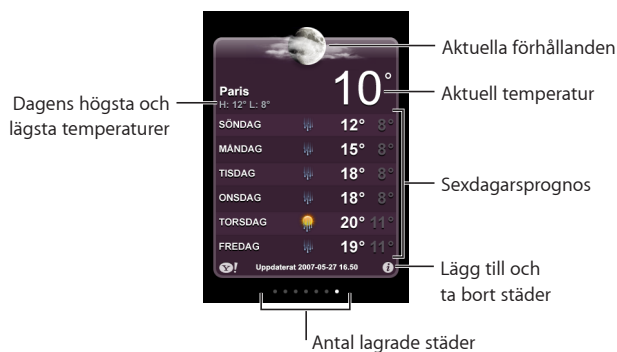 Aktuella förhållanden
Paris
H: 12° L: 8°
10°
Aktuell temperatur
Dagens högsta och
lägsta temperaturer
SÖNDAG 12° 8°
MÅNDAG 15° 8°
TISDAG 18° 8°
ONSDAG 18° 8°
TORSDAG 20° 11°
FREDAG 19° 11°
Sexdagarsprognos
Y! Uppdaterat 2007-05-27 16.50 i
Lägg till och
ta bort städer
Antal lagrade städer